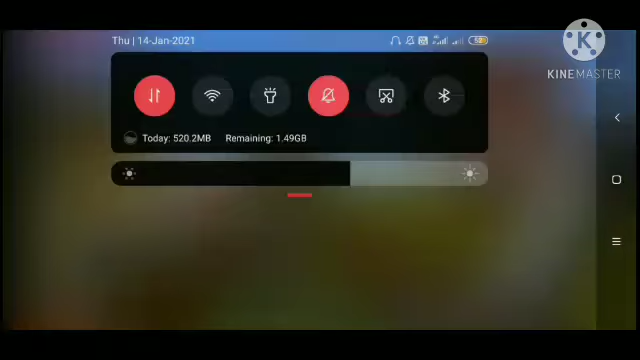 Thu | 14-Jan-2021
K
KINEMASTER
Today: 520.2MB Remaining: 1.49GB